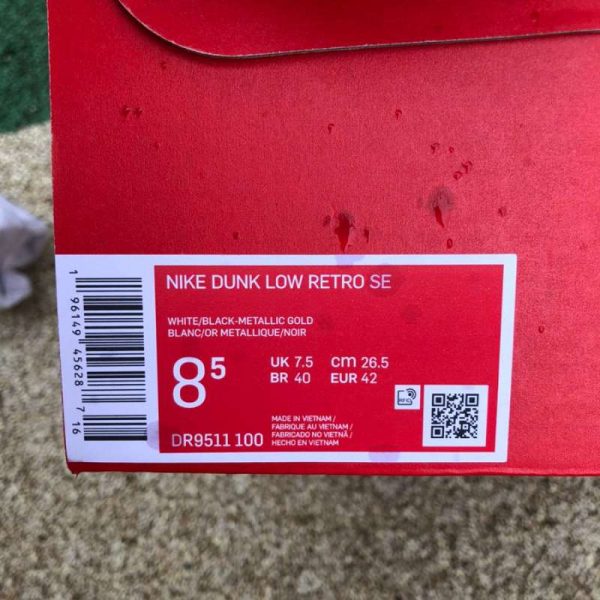 NIKE DUNK LOW RETRO SE
WHITE/BLACK-METALLIC GOLD
BLANC/OR METALLIQUE/NOIR
8⁵
UK 7.5 cm 26.5
BR 40 EUR 42
RFID
DR9511 100
MADE IN VIETNAM /
FABRIQUE AU VIETNAM /
FABRICADO NO VIETNÃ /
HECHO EN VIETNAM
1 96149 45628 7 16